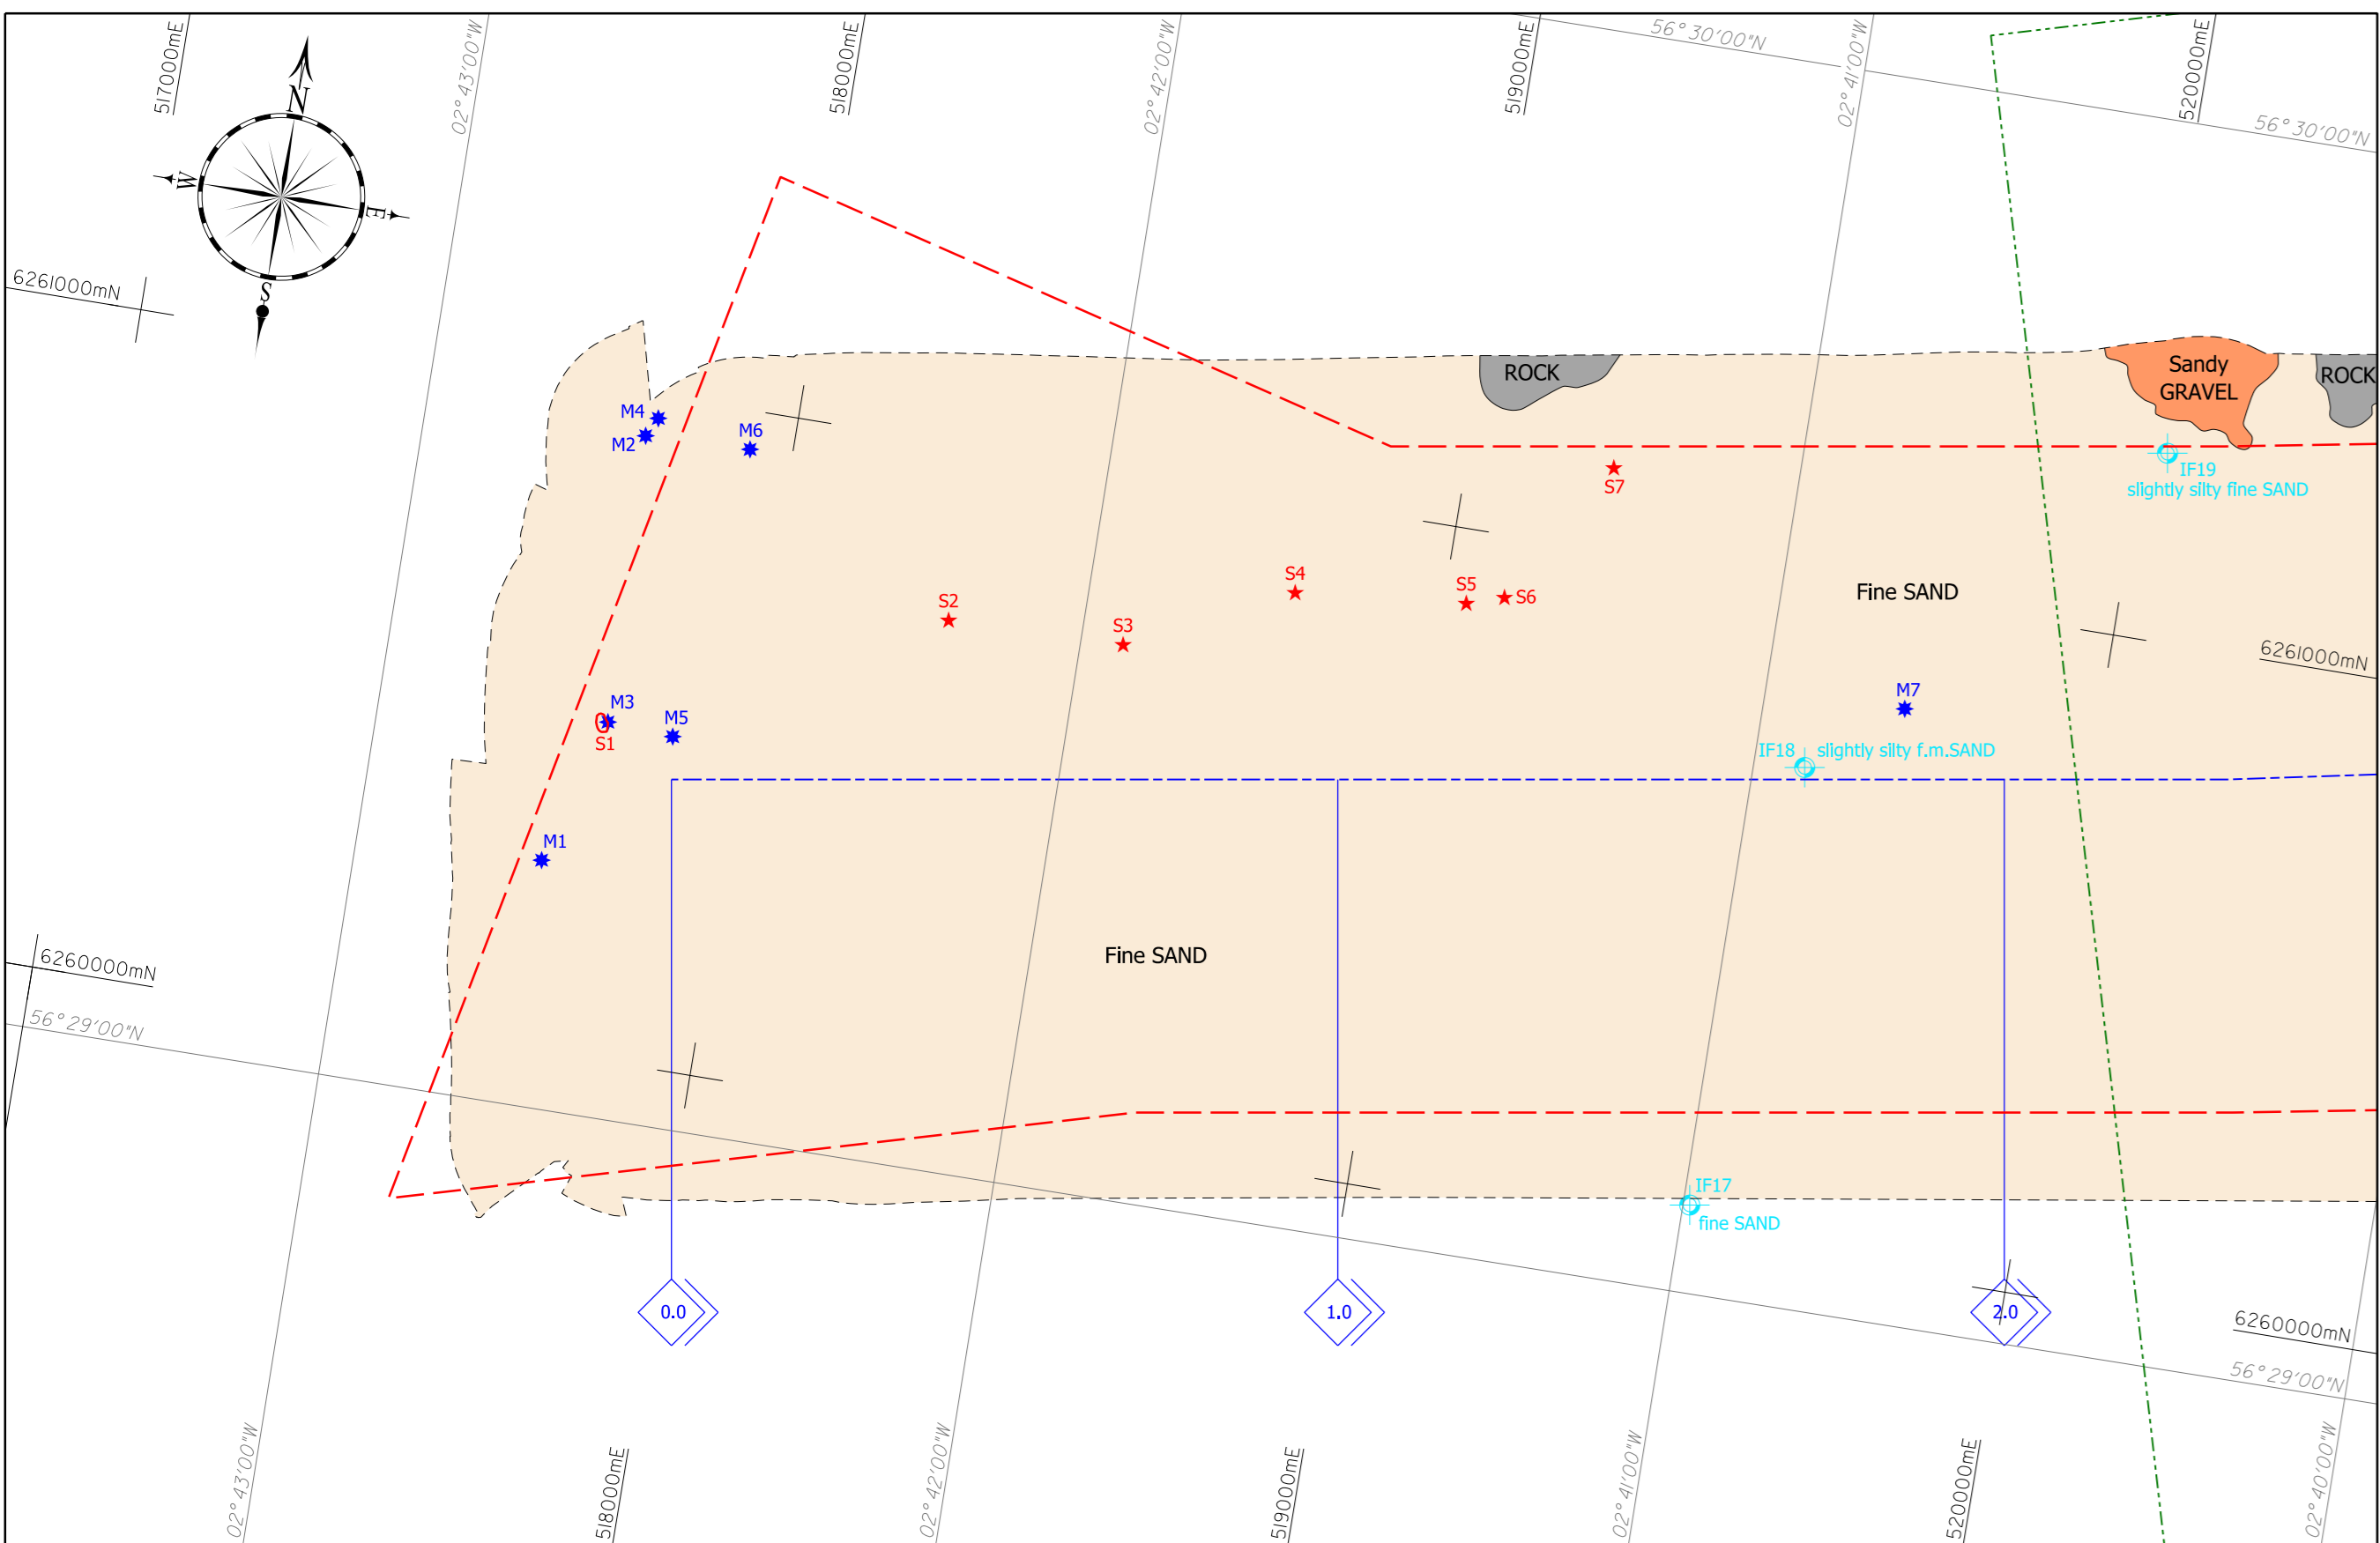 517000mE
02°43'00"W
518000mE
02°42'00"W
519000mE
56°30'00"N
02°41'00"W
520000mE
56°30'00"N
N
W
E
S
6261000mN
ROCK
Sandy
GRAVEL
ROCK
M4
M2
M6
S7
IF19
slightly silty fine SAND
S4
S5
S6
S2
S3
Fine SAND
6261000mN
M3
S1
M5
M7
IF18
slightly silty f.m.SAND
M1
Fine SAND
6260000mN
56°29'00"N
IF17
fine SAND
0.0
1.0
2.0
6260000mN
56°29'00"N
02°43'00"W
518000mE
02°42'00"W
519000mE
02°41'00"W
520000mE
02°40'00"W